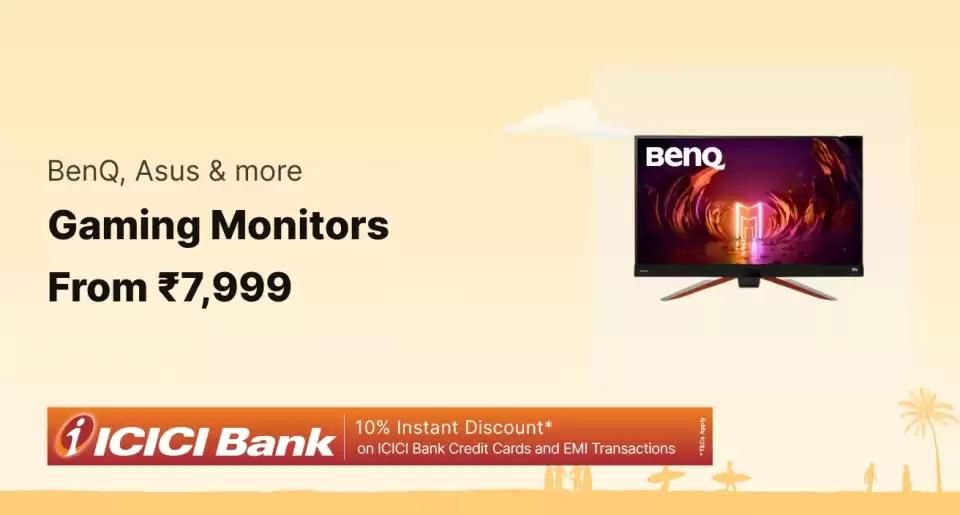 BenQ, Asus & more
Gaming Monitors
From ₹7,999
BenQ
ICICI Bank
10% Instant Discount*
on ICICI Bank Credit Cards and EMI Transactions
*T&Cs Apply